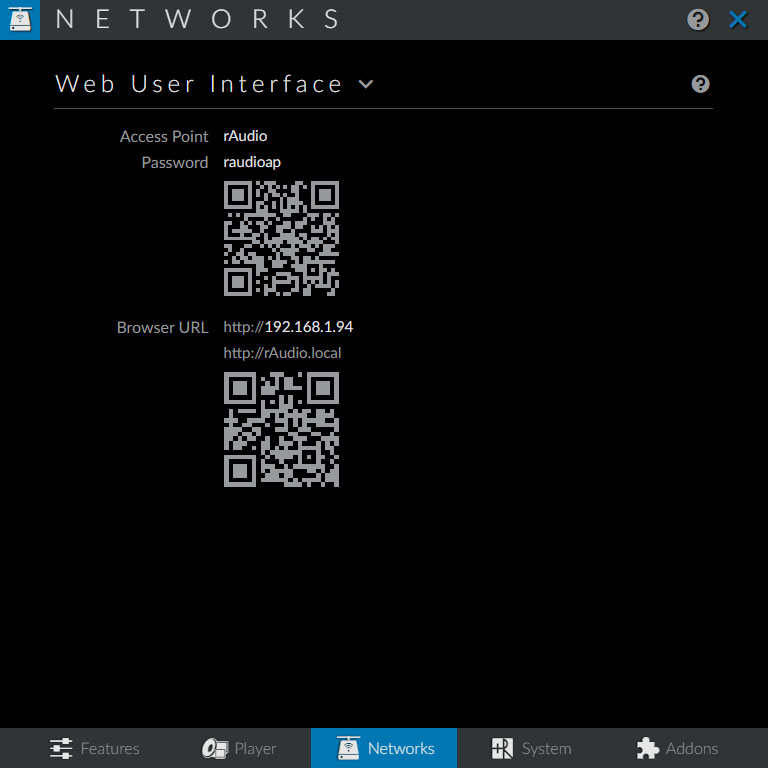 NETWORKS
Web User Interface
Access Point rAudio
Password raudioap
Browser URL http://192.168.1.94
http://rAudio.local
Features Player Networks System Addons